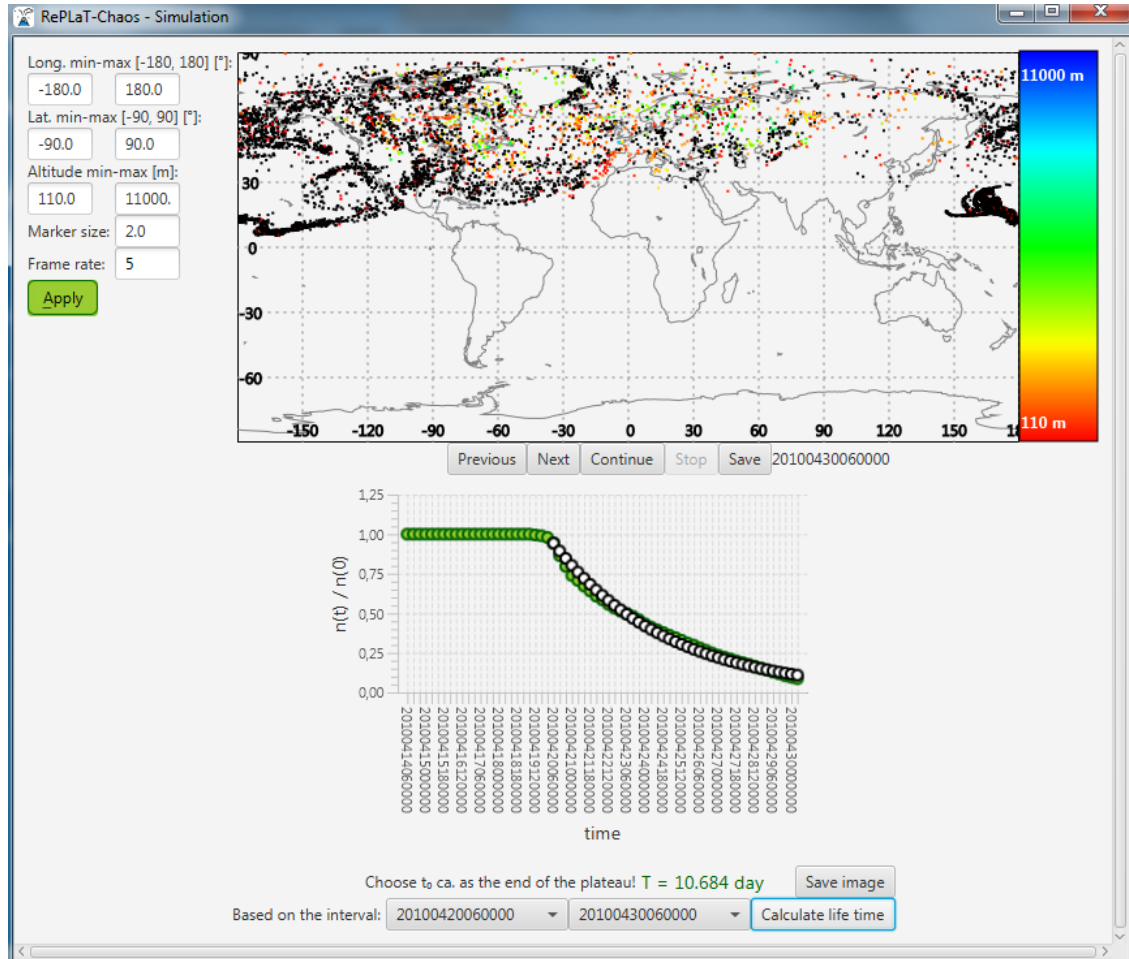 RePLaT-Chaos - Simulation
Long. min-max [-180, 180] [°]:
-180.0 180.0
Lat. min-max [-90, 90] [°]:
-90.0 90.0
Altitude min-max [m]:
110.0 11000.
Marker size: 2.0
Frame rate: 5
Apply
90
30
0
-30
-60
-150 -120 -90 -60 -30 0 30 60 90 120 150 18
11000 m
110 m
Previous Next Continue Stop Save 20100430060000
n(t) / n(0)
1,25
1,00
0,75
0,50
0,25
0,00
20100414060000
20100415000000
20100415180000
20100416120000
20100417060000
20100418000000
20100418180000
20100419120000
20100420060000
20100421000000
20100421180000
20100422120000
20100423060000
20100424000000
20100424180000
20100425120000
20100426060000
20100427000000
20100427180000
20100428120000
20100429060000
20100430000000
time
Choose t₀ ca. as the end of the plateau! T = 10.684 day Save image
Based on the interval: 20100420060000 20100430060000 Calculate life time